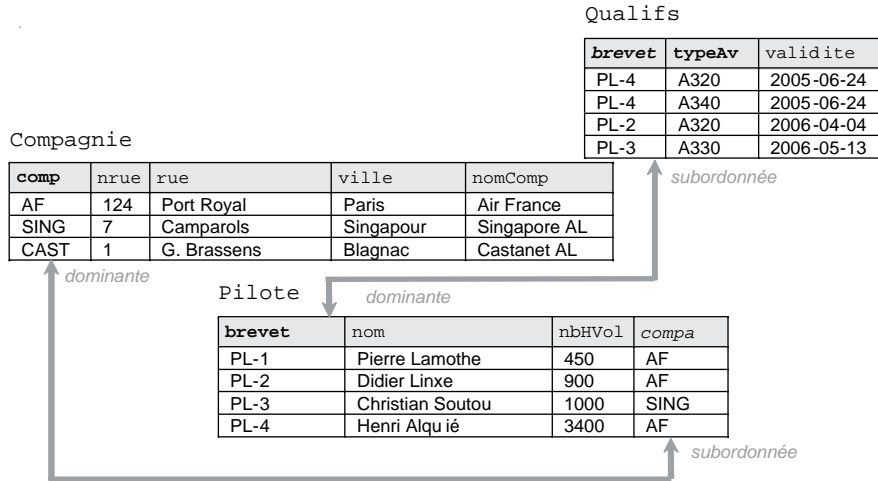 Qualifs
brevet typeAv validite
PL-4 A320 2005-06-24
PL-4 A340 2005-06-24
PL-2 A320 2006-04-04
PL-3 A330 2006-05-13
subordonnée
Compagnie
comp nrue rue ville nomComp
AF 124 Port Royal Paris Air France
SING 7 Camparols Singapour Singapore AL
CAST 1 G. Brassens Blagnac Castanet AL
dominante
Pilote
dominante
brevet nom nbHVol compa
PL-1 Pierre Lamothe 450 AF
PL-2 Didier Linxe 900 AF
PL-3 Christian Soutou 1000 SING
PL-4 Henri Alqu ié 3400 AF
subordonnée